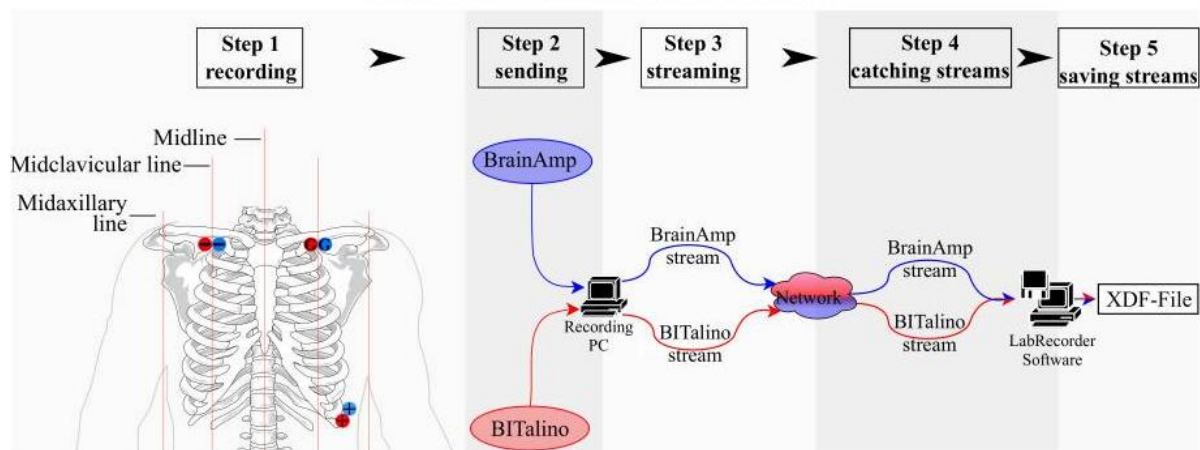 Step 1
recording
Step 2
sending
Step 3
streaming
Step 4
catching streams
Step 5
saving streams
Midline
Midclavicular line
Midaxillary
line
G G
BrainAmp
BITalino
Recording
PC
BrainAmp
stream
BITalino
stream
Network
BrainAmp
stream
BITalino
stream
LabRecorder
Software
XDF-File